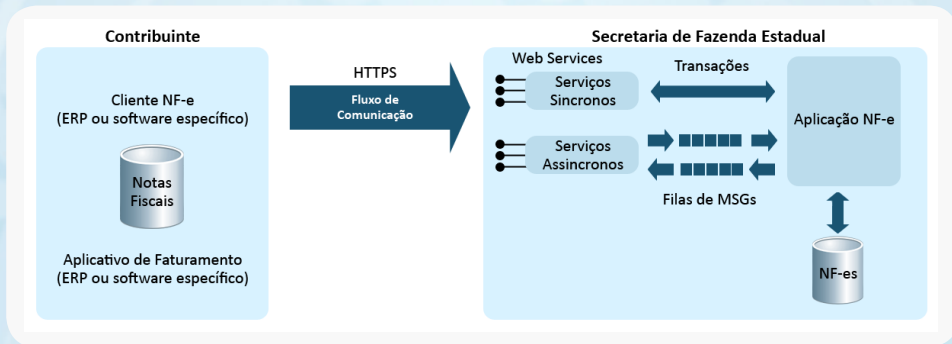 Contribuinte
Cliente NF-e
(ERP ou software específico)
Notas
Fiscais
Aplicativo de Faturamento
(ERP ou software específico)
HTTPS
Fluxo de
Comunicação
Secretaria de Fazenda Estadual
Web Services
Serviços
Sincronos
Transações
Serviços
Assincronos
Filas de MSGs
Aplicação NF-e
NF-es